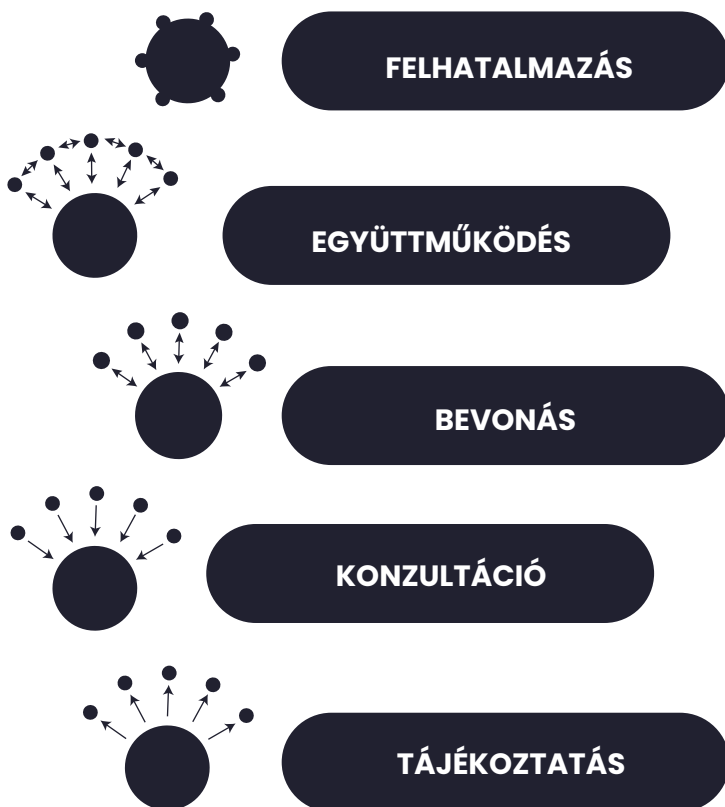 FELHATALMAZÁS
EGYÜTTMŰKÖDÉS
BEVONÁS
KONZULTÁCIÓ
TÁJÉKOZTATÁS